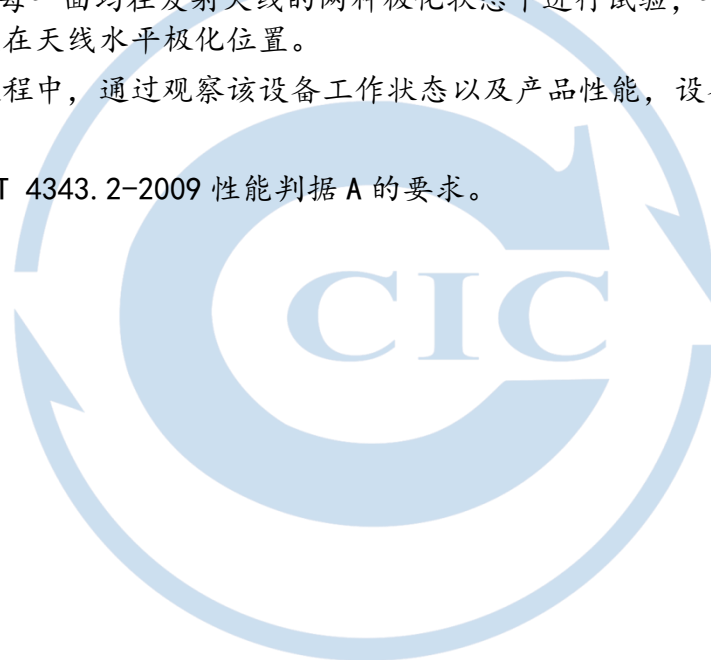 面均在发射天线的两种极化状态下进行试验，
在天线水平极化位置。
程中，通过观察该设备工作状态以及产品性能，设
T 4343.2-2009 性能判据 A 的要求。
CIC